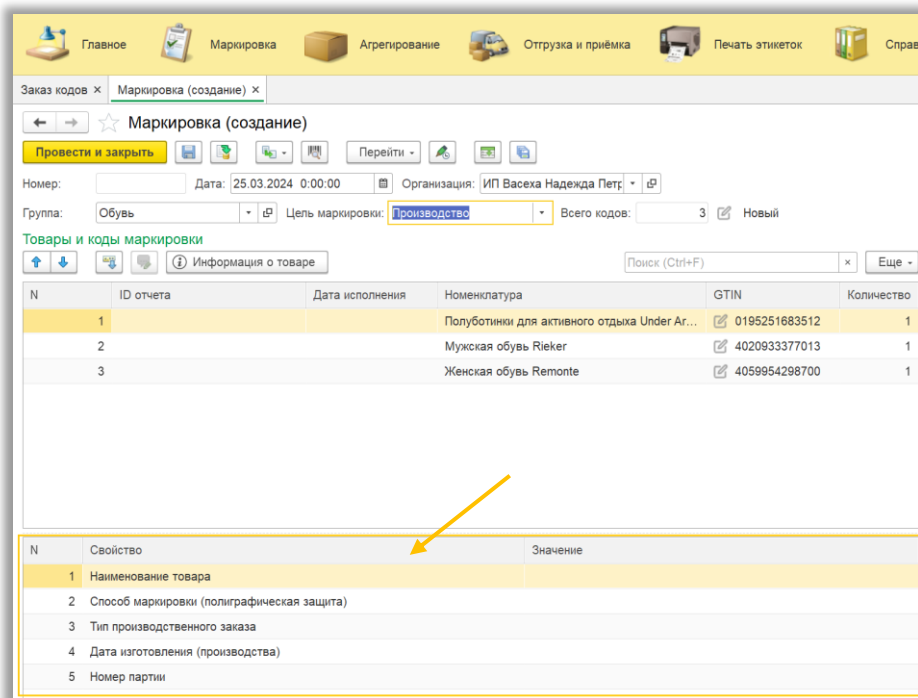 Главное Маркировка Агрегирование Отгрузка и приёмка Печать этикеток Справ
Заказ кодов × Маркировка (создание) ×
Маркировка (создание)
Провести и закрыть Перейти
Номер: Дата: 25.03.2024 0:00:00 Организация: ИП Васеха Надежда Петр
Группа: Обувь Цель маркировки: Производство Всего кодов: 3 Новый
Товары и коды маркировки
Информация о товаре Поиск (Ctrl+F) × Еще
N ID отчета Дата исполнения Номенклатура GTIN Количество
1 Полуботинки для активного отдыха Under Ar... 0195251683512 1
2 Мужская обувь Rieker 4020933377013 1
3 Женская обувь Remonte 4059954298700 1
N Свойство Значение
1 Наименование товара
2 Способ маркировки (полиграфическая защита)
3 Тип производственного заказа
4 Дата изготовления (производства)
5 Номер партии